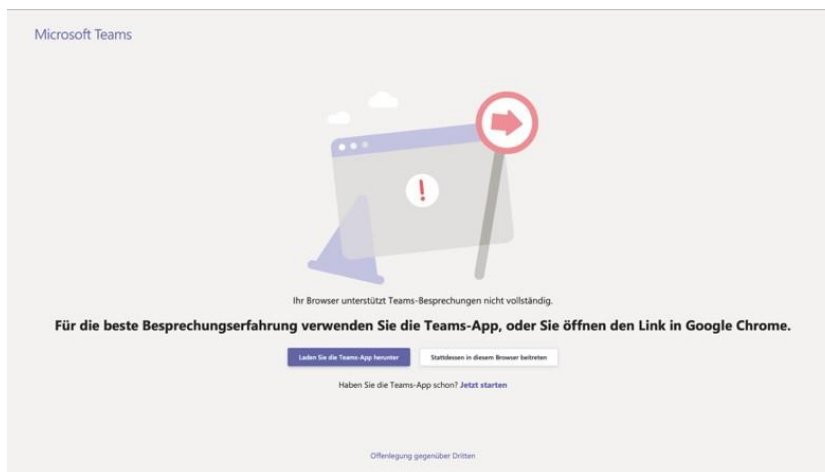 Microsoft Teams
Ihr Browser unterstützt Teams-Besprechungen nicht vollständig.
Für die beste Besprechungserfahrung verwenden Sie die Teams-App, oder Sie öffnen den Link in Google Chrome.
Laden Sie die Teams-App herunter
Stattdessen in diesem Browser beitreten
Haben Sie die Teams-App schon? Jetzt starten
Offenlegung gegenüber Dritten